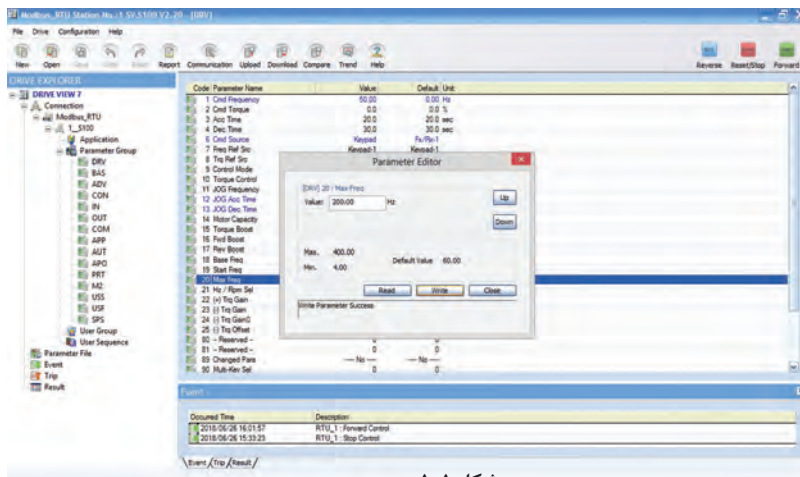 Modbus_RTU Station No.:1 SV.S100 V2.20 - [DRV]
File Drive Configuration Help
New Open Report Communication Upload Download Compare Trend Help Reverse Reset/Stop Forward
DRIVE EXPLORER
DRIVE VIEW 7
Connection
Modbus_RTU
1_S100
Application
Parameter Group
DRV
BAS
ADV
CON
IN
OUT
COM
APP
AUT
APO
PRT
M2
USS
USF
SPS
User Group
User Sequence
Parameter File
Event
Trip
Result
Code Parameter Name Value Default Unit
1 Cmd Frequency 50.00 0.00 Hz
2 Cmd Torque 0.0 0.0 %
3 Acc Time 20.0 20.0 sec
4 Dec Time 30.0 30.0 sec
6 Cmd Source Keypad Fx/Rx-1
7 Freq Ref Src Keypad-1 Keypad-1
8 Trq Ref Src
9 Control Mode
10 Torque Control
11 JOG Frequency
12 JOG Acc Time
13 JOG Dec Time
14 Motor Capacity
15 Torque Boost
16 Fwd Boost
17 Rev Boost
18 Base Freq
19 Start Freq
20 Max Freq
21 Hz / Rpm Sel
22 (+) Trq Gain
23 (-) Trq Gain
24 (-) Trq Gain0
25 (-) Trq Offset
80 - Reserved - 0 0
81 - Reserved - 0 0
89 Changed Para --- No --- --- No ---
90 Multi-Key Sel 0 0
Parameter Editor
[DRV] 20 / Max Freq
Value: 200.00 Hz
Up
Down
Max. 400.00
Default Value 60.00
Min. 4.00
Read Write Close
Write Parameter Success
Event
Occured Time Description
2018/06/26 16:01:57 RTU_1 : Forward Control
2018/06/26 15:33:23 RTU_1 : Stop Control
Event Trip Result